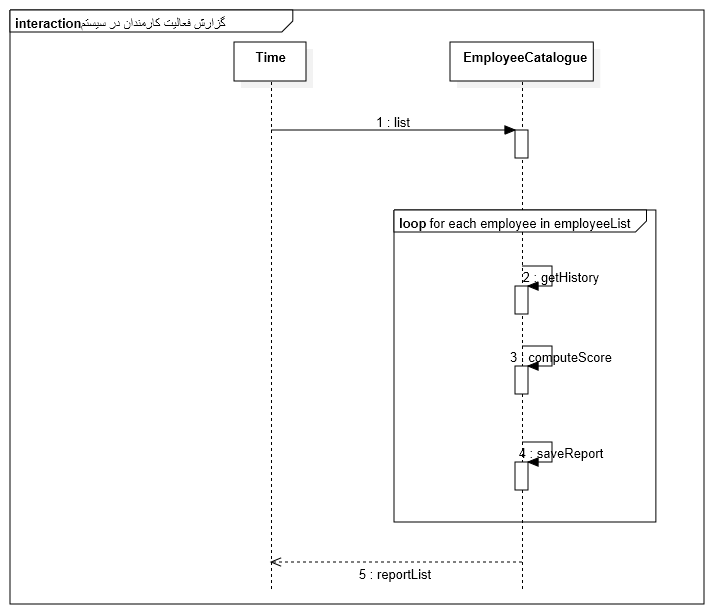 interaction گزارش فعالیت کارمندان در سیستم
Time
EmployeeCatalogue
1 : list
loop for each employee in employeeList
2 : getHistory
3 : computeScore
4 : saveReport
5 : reportList